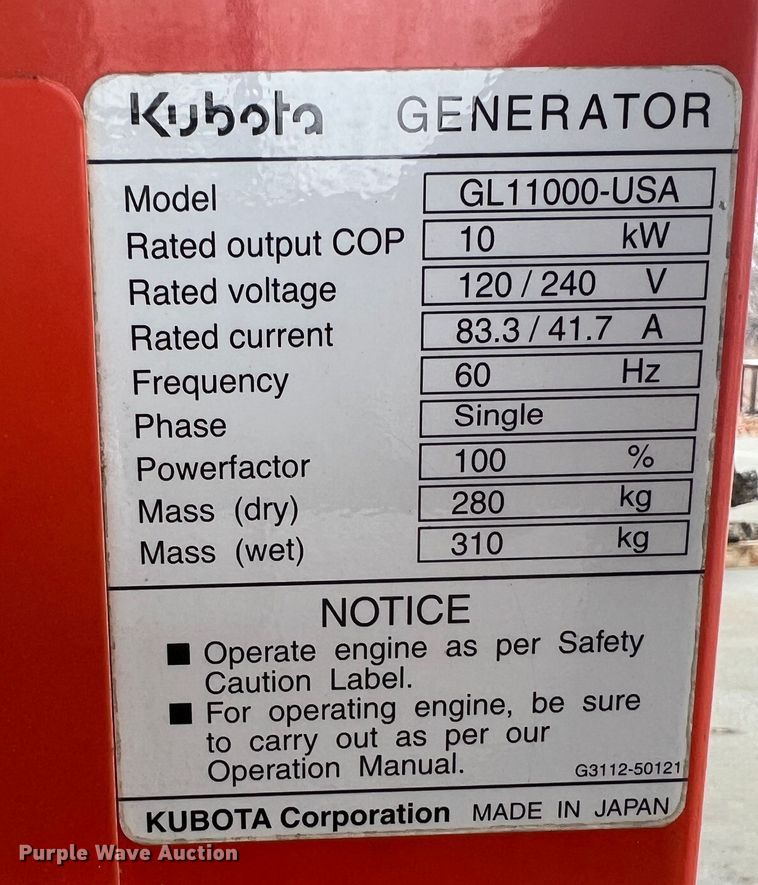 Kubota GENERATOR
Model GL11000-USA
Rated output COP 10 kW
Rated voltage 120 / 240 V
Rated current 83.3 / 41.7 A
Frequency 60 Hz
Phase Single
Powerfactor 100 %
Mass (dry) 280 kg
Mass (wet) 310 kg
NOTICE
■ Operate engine as per Safety
Caution Label.
■ For operating engine, be sure
to carry out as per our
Operation Manual.
G3112-50121
KUBOTA Corporation MADE IN JAPAN
Purple Wave Auction